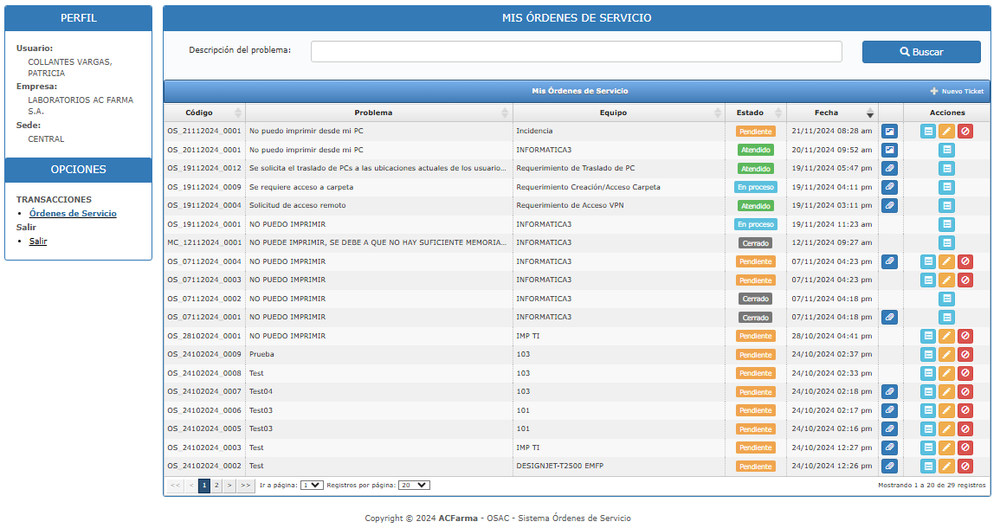 PERFIL
Usuario:
COLLANTES VARGAS,
PATRICIA
Empresa:
LABORATORIOS AC FARMA
S.A.
Sede:
CENTRAL
OPCIONES
TRANSACCIONES
• Órdenes de Servicio
Salir
• Salir
MIS ÓRDENES DE SERVICIO
Descripción del problema:
Buscar
Mis Órdenes de Servicio
Nuevo Ticket
Código Problema Equipo Estado Fecha Acciones
OS_21112024_0001 No puedo imprimir desde mi PC Incidencia Pendiente 21/11/2024 08:28 am
OS_20112024_0001 No puedo imprimir desde mi PC INFORMATICA3 Atendido 20/11/2024 09:52 am
OS_19112024_0012 Se solicita el traslado de PCs a las ubicaciones actuales de los usuario... Requerimiento de Traslado de PC Atendido 19/11/2024 05:47 pm
OS_19112024_0009 Se requiere acceso a carpeta Requerimiento Creación/Acceso Carpeta En proceso 19/11/2024 04:11 pm
OS_19112024_0004 Solicitud de acceso remoto Requerimiento de Acceso VPN Atendido 19/11/2024 03:11 pm
OS_19112024_0001 NO PUEDO IMPRIMIR INFORMATICA3 En proceso 19/11/2024 11:23 am
MC_12112024_0001 NO PUEDE IMPRIMIR, SE DEBE A QUE NO HAY SUFICIENTE MEMORIA... INFORMATICA3 Cerrado 12/11/2024 09:27 am
OS_07112024_0004 NO PUEDO IMPRIMIR INFORMATICA3 Pendiente 07/11/2024 04:23 pm
OS_07112024_0003 NO PUEDO IMPRIMIR INFORMATICA3 Pendiente 07/11/2024 04:23 pm
OS_07112024_0002 NO PUEDO IMPRIMIR INFORMATICA3 Cerrado 07/11/2024 04:18 pm
OS_07112024_0001 NO PUEDO IMPRIMIR INFORMATICA3 Cerrado 07/11/2024 04:18 pm
OS_28102024_0001 NO PUEDO IMPRIMIR IMP TI Pendiente 28/10/2024 04:41 pm
OS_24102024_0009 Prueba 103 Pendiente 24/10/2024 02:37 pm
OS_24102024_0008 Test 103 Pendiente 24/10/2024 02:33 pm
OS_24102024_0007 Test04 103 Pendiente 24/10/2024 02:18 pm
OS_24102024_0006 Test03 101 Pendiente 24/10/2024 02:17 pm
OS_24102024_0005 Test03 101 Pendiente 24/10/2024 02:16 pm
OS_24102024_0003 Test IMP TI Pendiente 24/10/2024 12:27 pm
OS_24102024_0002 Test DESIGNJET-T2500 EMFP Pendiente 24/10/2024 12:26 pm
<< < 1 2 > >> Ir a página: 1 Registros por página: 20 Mostrando 1 a 20 de 29 registros
Copyright © 2024 ACFarma - OSAC - Sistema Órdenes de Servicio